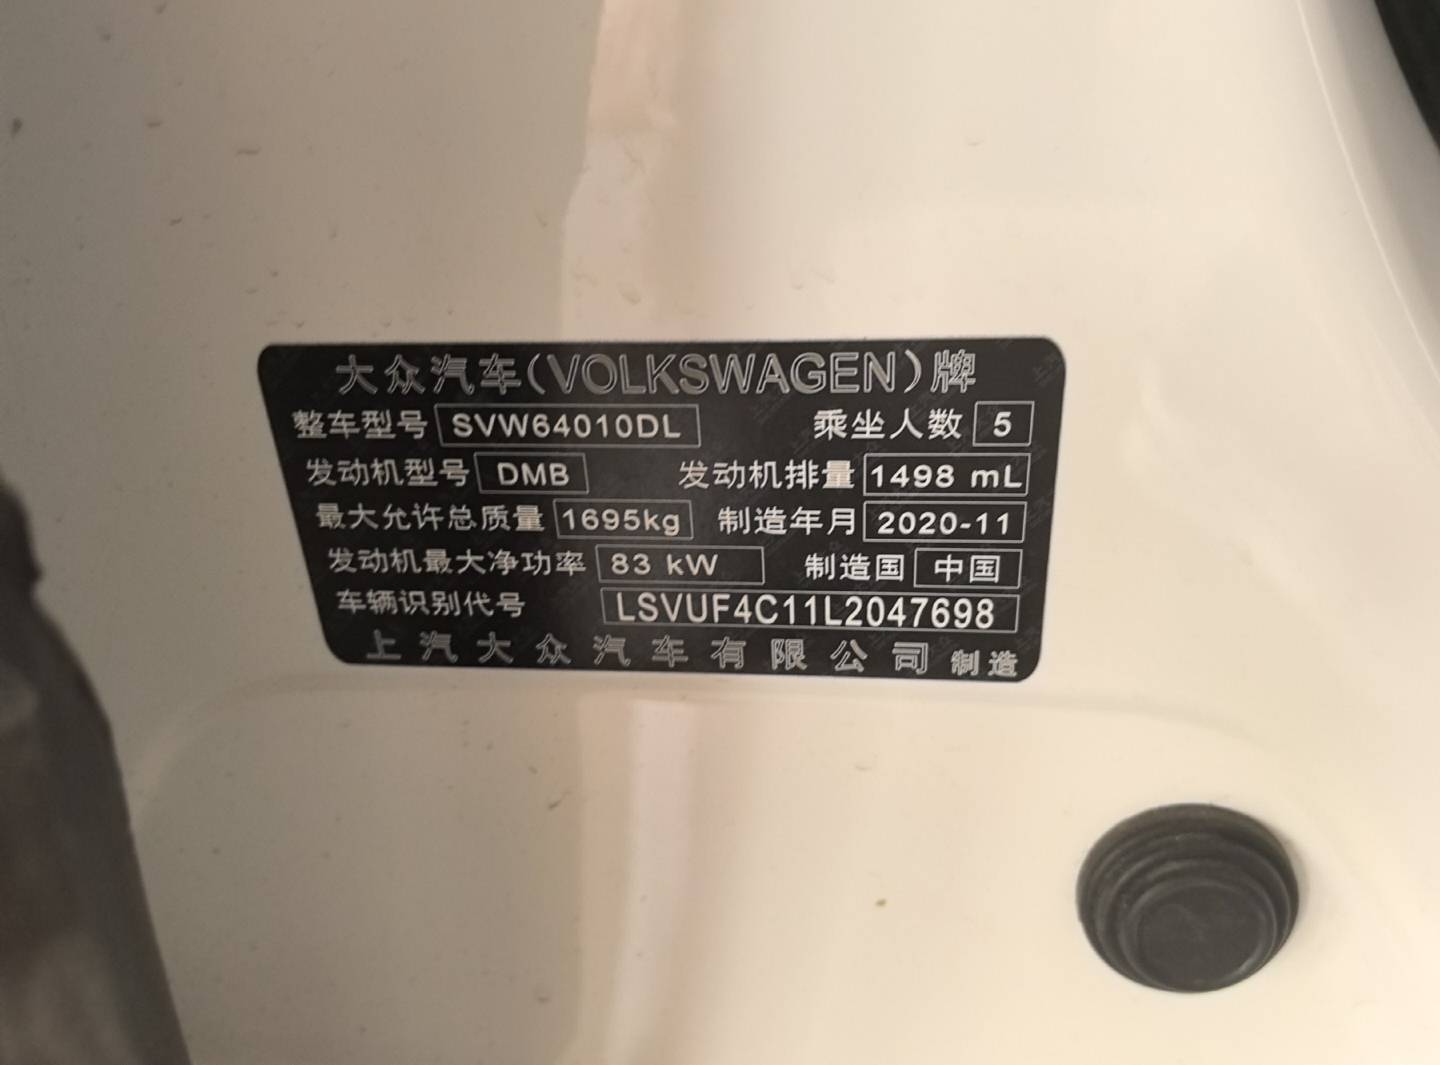 大众汽车(VOLKSWAGEN)牌
整车型号 SVW64010DL 乘坐人数 5
发动机型号 DMB 发动机排量 1498 mL
最大允许总质量 1695kg 制造年月 2020-11
发动机最大净功率 83 kW 制造国 中国
车辆识别代号 LSVUF4C11L2047698
上汽大众汽车有限公司 制造